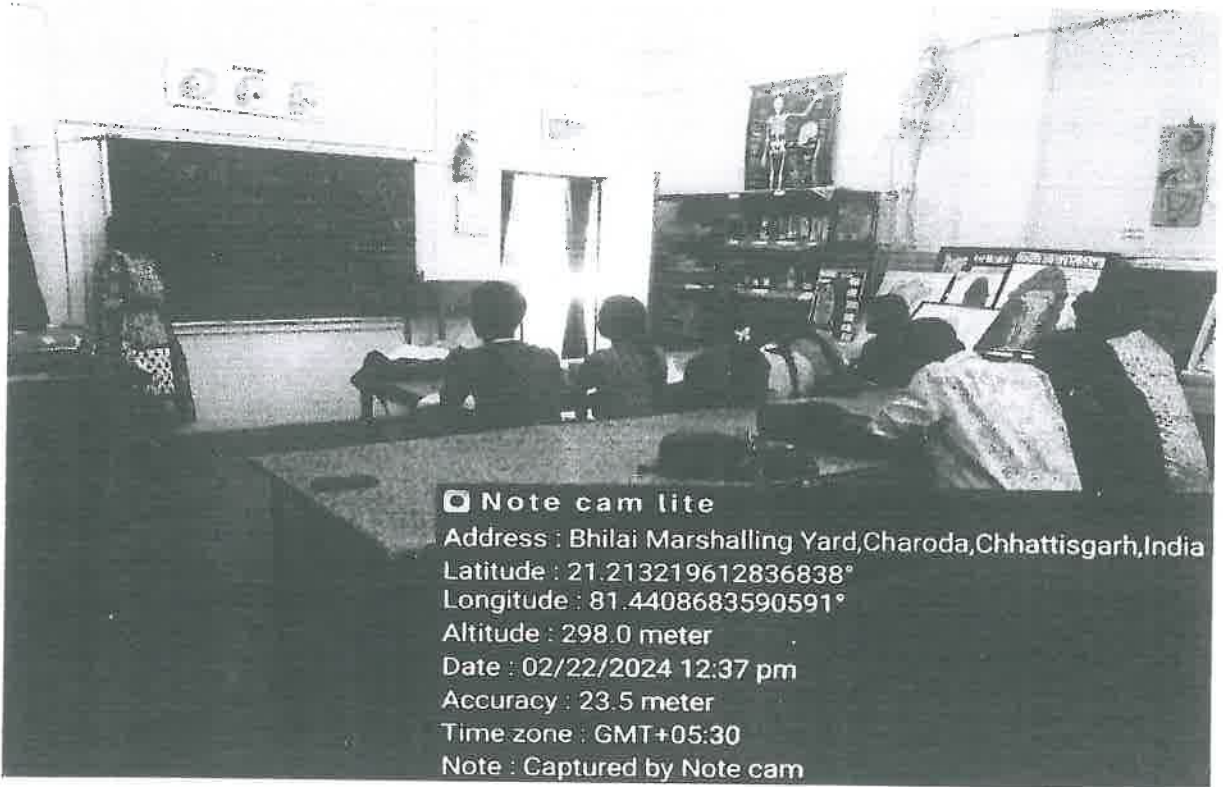 Note cam lite
Address : Bhilai Marshalling Yard,Charoda,Chhattisgarh,India
Latitude : 21.213219612836838°
Longitude : 81.4408683590591°
Altitude : 298.0 meter
Date : 02/22/2024 12:37 pm
Accuracy : 23.5 meter
Time zone : GMT+05:30
Note : Captured by Note cam